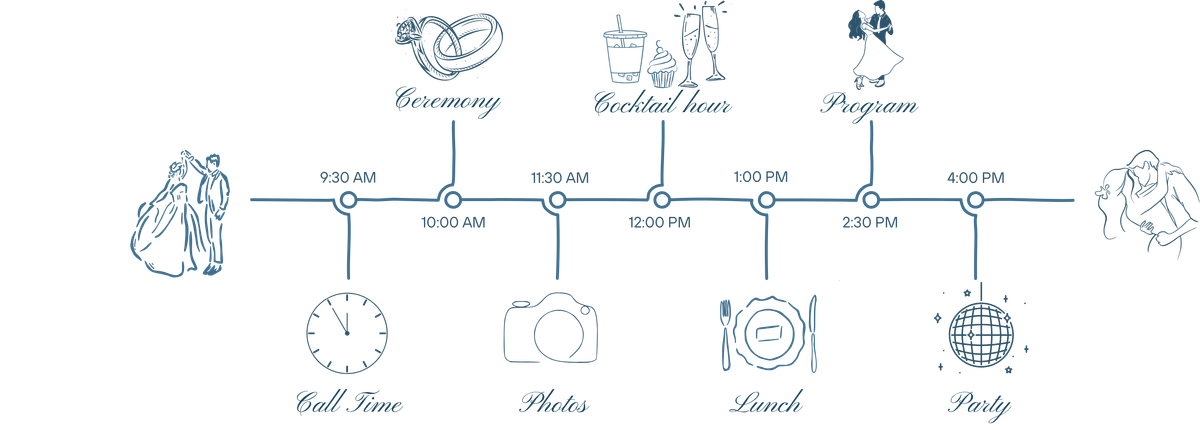 Ceremony
Cocktail hour
Program
9:30 AM
11:30 AM
1:00 PM
4:00 PM
10:00 AM
12:00 PM
2:30 PM
Call Time
Photos
Lunch
Party